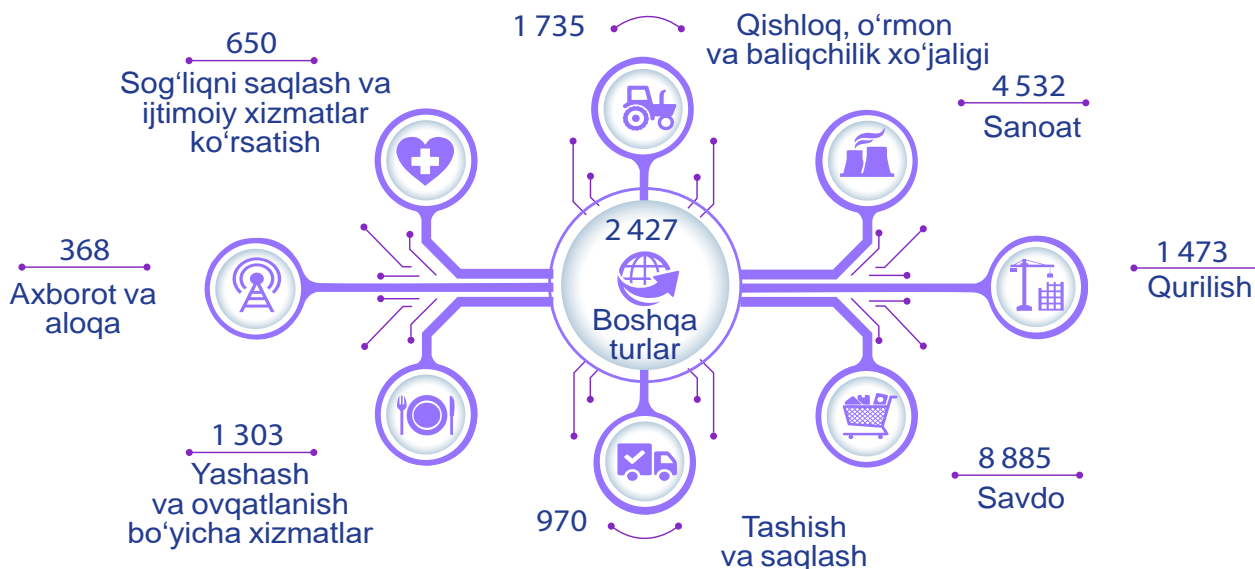 1 735
Qishloq, o‘rmon
va baliqchilik xo‘jaligi
650
Sog‘liqni saqlash va
ijtimoiy xizmatlar
ko‘rsatish
4 532
Sanoat
2 427
Boshqa
turlar
368
Axborot va
aloqa
1 473
Qurilish
1 303
Yashash
va ovqatlanish
bo‘yicha xizmatlar
970
Tashish
va saqlash
8 885
Savdo